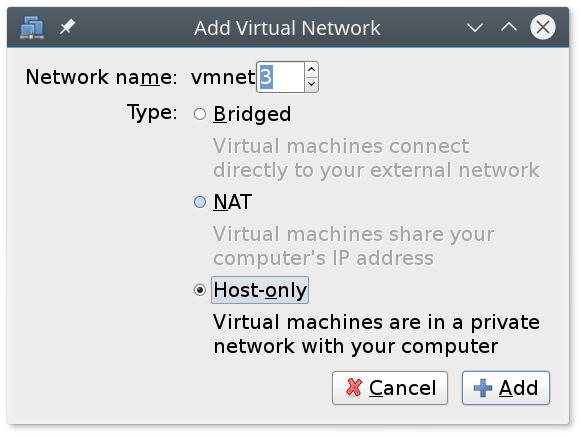 Add Virtual Network
Network name: vmnet 3
Type: Bridged
Virtual machines connect
directly to your external network
NAT
Virtual machines share your
computer's IP address
Host-only
Virtual machines are in a private
network with your computer
Cancel Add